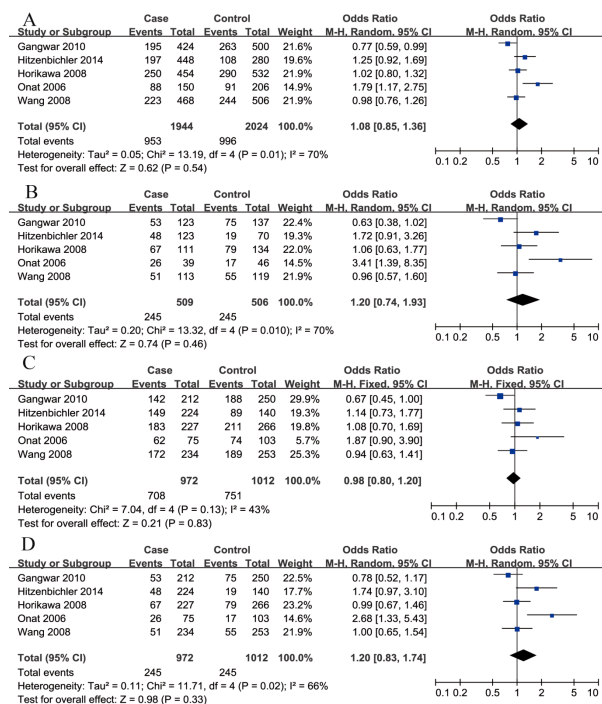 A
Case Control Odds Ratio Odds Ratio
Study or Subgroup Events Total Events Total Weight M-H, Random, 95% CI M-H, Random, 95% CI
Gangwar 2010 195 424 263 500 21.6% 0.77 [0.59, 0.99]
Hitzenbichler 2014 197 448 108 280 20.4% 1.25 [0.92, 1.69]
Horikawa 2008 250 454 290 532 21.8% 1.02 [0.80, 1.32]
Onat 2006 88 150 91 206 14.8% 1.79 [1.17, 2.75]
Wang 2008 223 468 244 506 21.5% 0.98 [0.76, 1.26]
Total (95% CI) 1944 2024 100.0% 1.08 [0.85, 1.36]
Total events 953 996
Heterogeneity: Tau² = 0.05; Chi² = 13.19, df = 4 (P = 0.01); I² = 70%
Test for overall effect: Z = 0.62 (P = 0.54)
0.1 0.2 0.5 1 2 5 10
B
Case Control Odds Ratio Odds Ratio
Study or Subgroup Events Total Events Total Weight M-H, Random, 95% CI M-H, Random, 95% CI
Gangwar 2010 53 123 75 137 22.4% 0.63 [0.38, 1.02]
Hitzenbichler 2014 48 123 19 70 19.2% 1.72 [0.91, 3.26]
Horikawa 2008 67 111 79 134 22.0% 1.06 [0.63, 1.77]
Onat 2006 26 39 17 46 14.5% 3.41 [1.39, 8.35]
Wang 2008 51 113 55 119 21.9% 0.96 [0.57, 1.60]
Total (95% CI) 509 506 100.0% 1.20 [0.74, 1.93]
Total events 245 245
Heterogeneity: Tau² = 0.20; Chi² = 13.32, df = 4 (P = 0.010); I² = 70%
Test for overall effect: Z = 0.74 (P = 0.46)
0.1 0.2 0.5 1 2 5 10
C
Case Control Odds Ratio Odds Ratio
Study or Subgroup Events Total Events Total Weight M-H, Fixed, 95% CI M-H, Fixed, 95% CI
Gangwar 2010 142 212 188 250 29.9% 0.67 [0.45, 1.00]
Hitzenbichler 2014 149 224 89 140 19.3% 1.14 [0.73, 1.77]
Horikawa 2008 183 227 211 266 19.9% 1.08 [0.70, 1.69]
Onat 2006 62 75 74 103 5.7% 1.87 [0.90, 3.90]
Wang 2008 172 234 189 253 25.3% 0.94 [0.63, 1.41]
Total (95% CI) 972 1012 100.0% 0.98 [0.80, 1.20]
Total events 708 751
Heterogeneity: Chi² = 7.04, df = 4 (P = 0.13); I² = 43%
Test for overall effect: Z = 0.21 (P = 0.83)
0.1 0.2 0.5 1 2 5 10
D
Case Control Odds Ratio Odds Ratio
Study or Subgroup Events Total Events Total Weight M-H, Random, 95% CI M-H, Random, 95% CI
Gangwar 2010 53 212 75 250 22.5% 0.78 [0.52, 1.17]
Hitzenbichler 2014 48 224 19 140 17.7% 1.74 [0.97, 3.10]
Horikawa 2008 67 227 79 266 23.2% 0.99 [0.67, 1.46]
Onat 2006 26 75 17 103 14.6% 2.68 [1.33, 5.43]
Wang 2008 51 234 55 253 22.0% 1.00 [0.65, 1.54]
Total (95% CI) 972 1012 100.0% 1.20 [0.83, 1.74]
Total events 245 245
Heterogeneity: Tau² = 0.11; Chi² = 11.71, df = 4 (P = 0.02); I² = 66%
Test for overall effect: Z = 0.98 (P = 0.33)
0.1 0.2 0.5 1 2 5 10